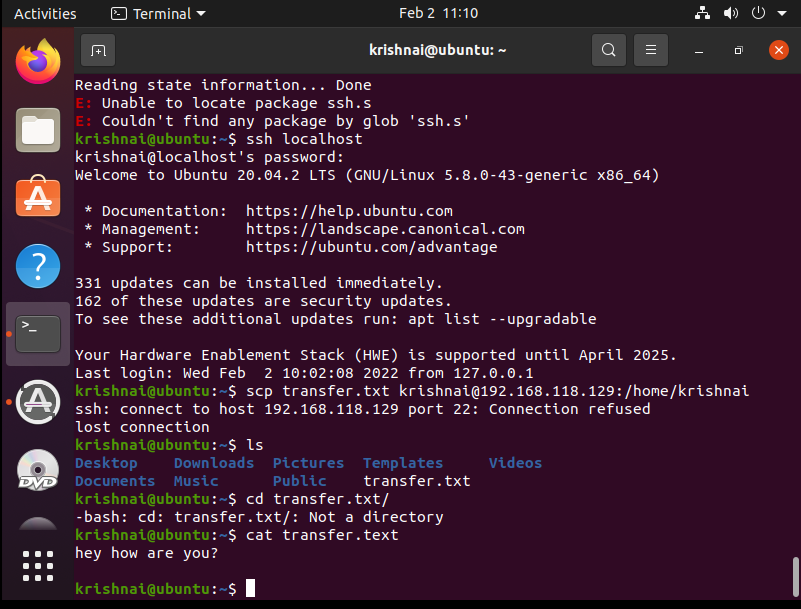 Activities Terminal Feb 2 11:10
krishnai@ubuntu: ~
Reading state information... Done
E: Unable to locate package ssh.s
E: Couldn't find any package by glob 'ssh.s'
krishnai@ubuntu:~$ ssh localhost
krishnai@localhost's password:
Welcome to Ubuntu 20.04.2 LTS (GNU/Linux 5.8.0-43-generic x86_64)
* Documentation: https://help.ubuntu.com
* Management: https://landscape.canonical.com
* Support: https://ubuntu.com/advantage
331 updates can be installed immediately.
162 of these updates are security updates.
To see these additional updates run: apt list --upgradable
Your Hardware Enablement Stack (HWE) is supported until April 2025.
Last login: Wed Feb 2 10:02:08 2022 from 127.0.0.1
krishnai@ubuntu:~$ scp transfer.txt krishnai@192.168.118.129:/home/krishnai
ssh: connect to host 192.168.118.129 port 22: Connection refused
lost connection
krishnai@ubuntu:~$ ls
Desktop Downloads Pictures Templates Videos
Documents Music Public transfer.txt
krishnai@ubuntu:~$ cd transfer.txt/
-bash: cd: transfer.txt/: Not a directory
krishnai@ubuntu:~$ cat transfer.text
hey how are you?
krishnai@ubuntu:~$
>_
?
DVD